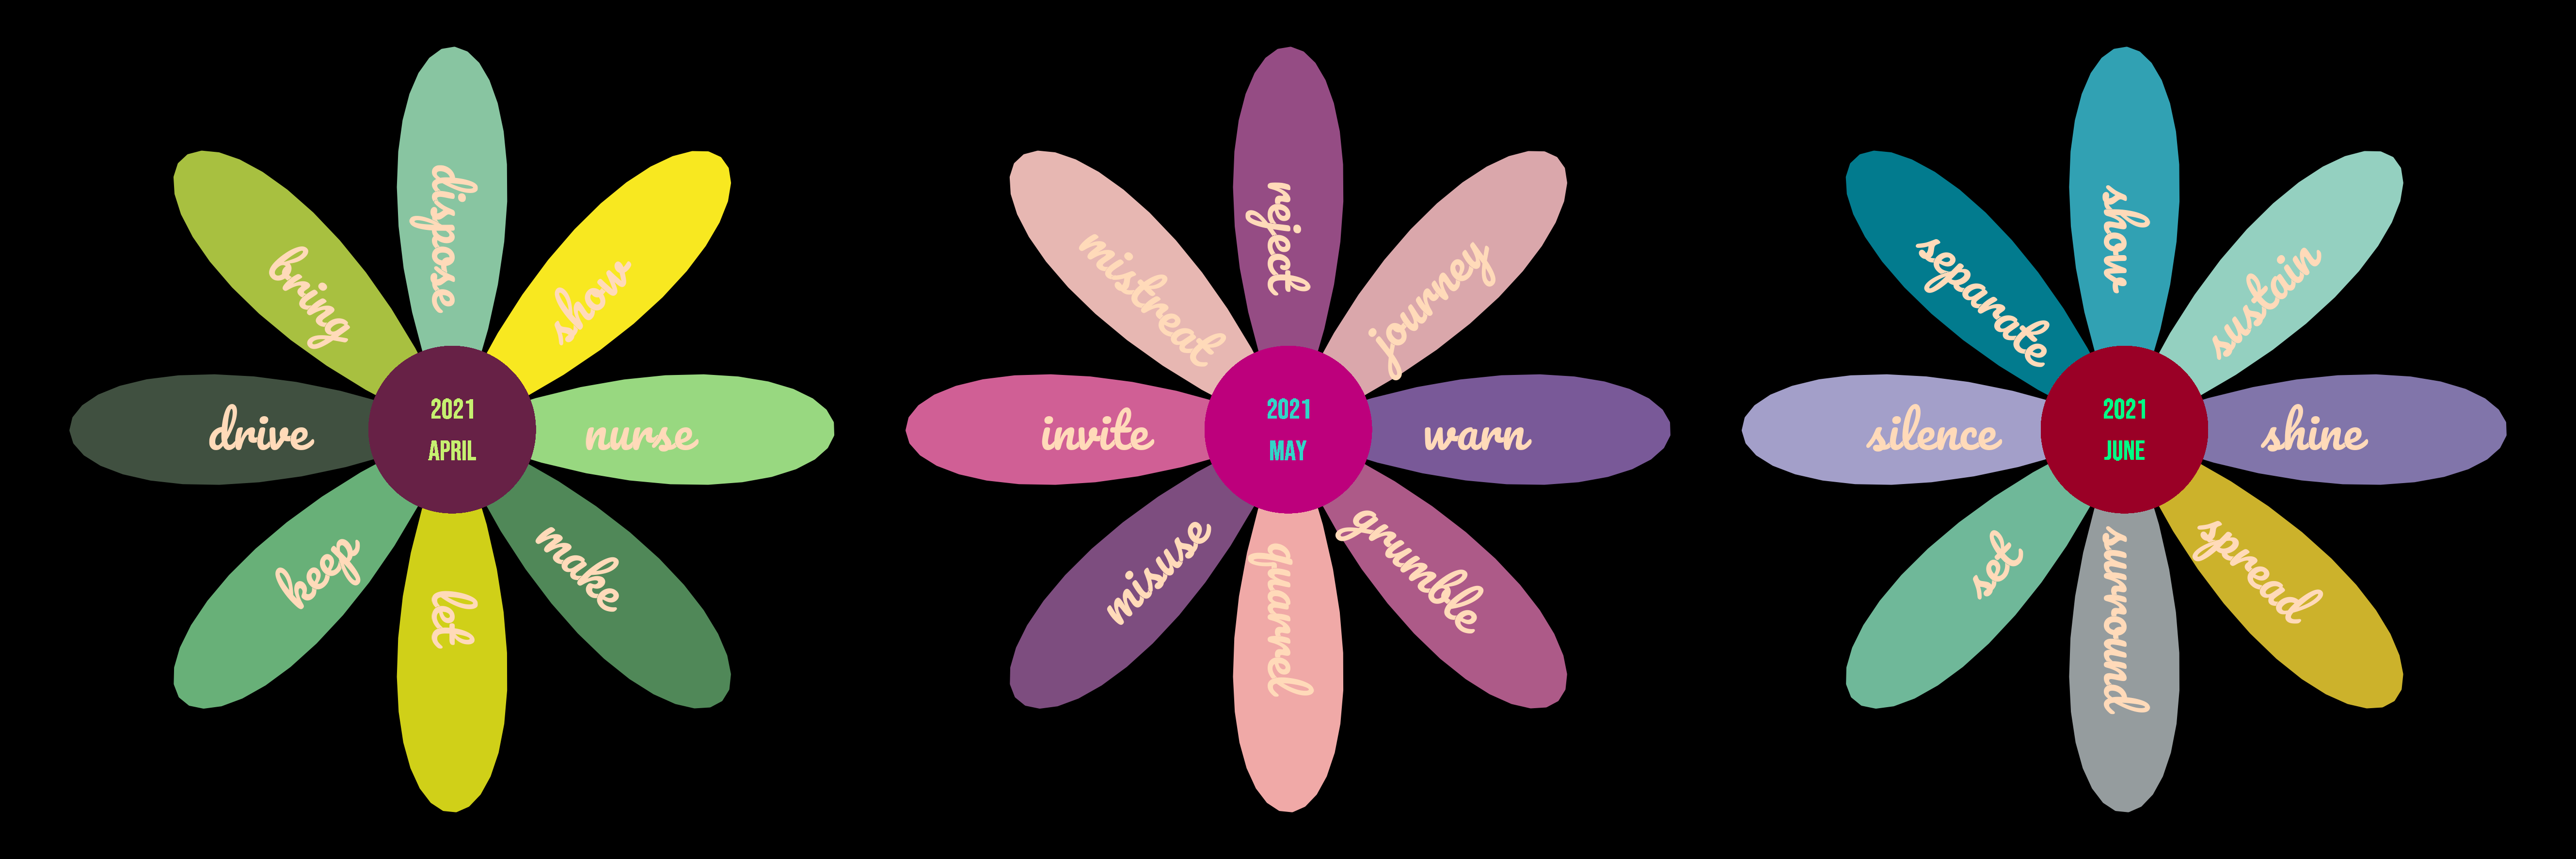 dispose
show
nurse
make
let
keep
drive
bring
2021
APRIL
reject
journey
warn
grumble
quarrel
misuse
invite
mistreat
2021
MAY
show
sustain
shine
spread
surround
set
silence
separate
2021
JUNE